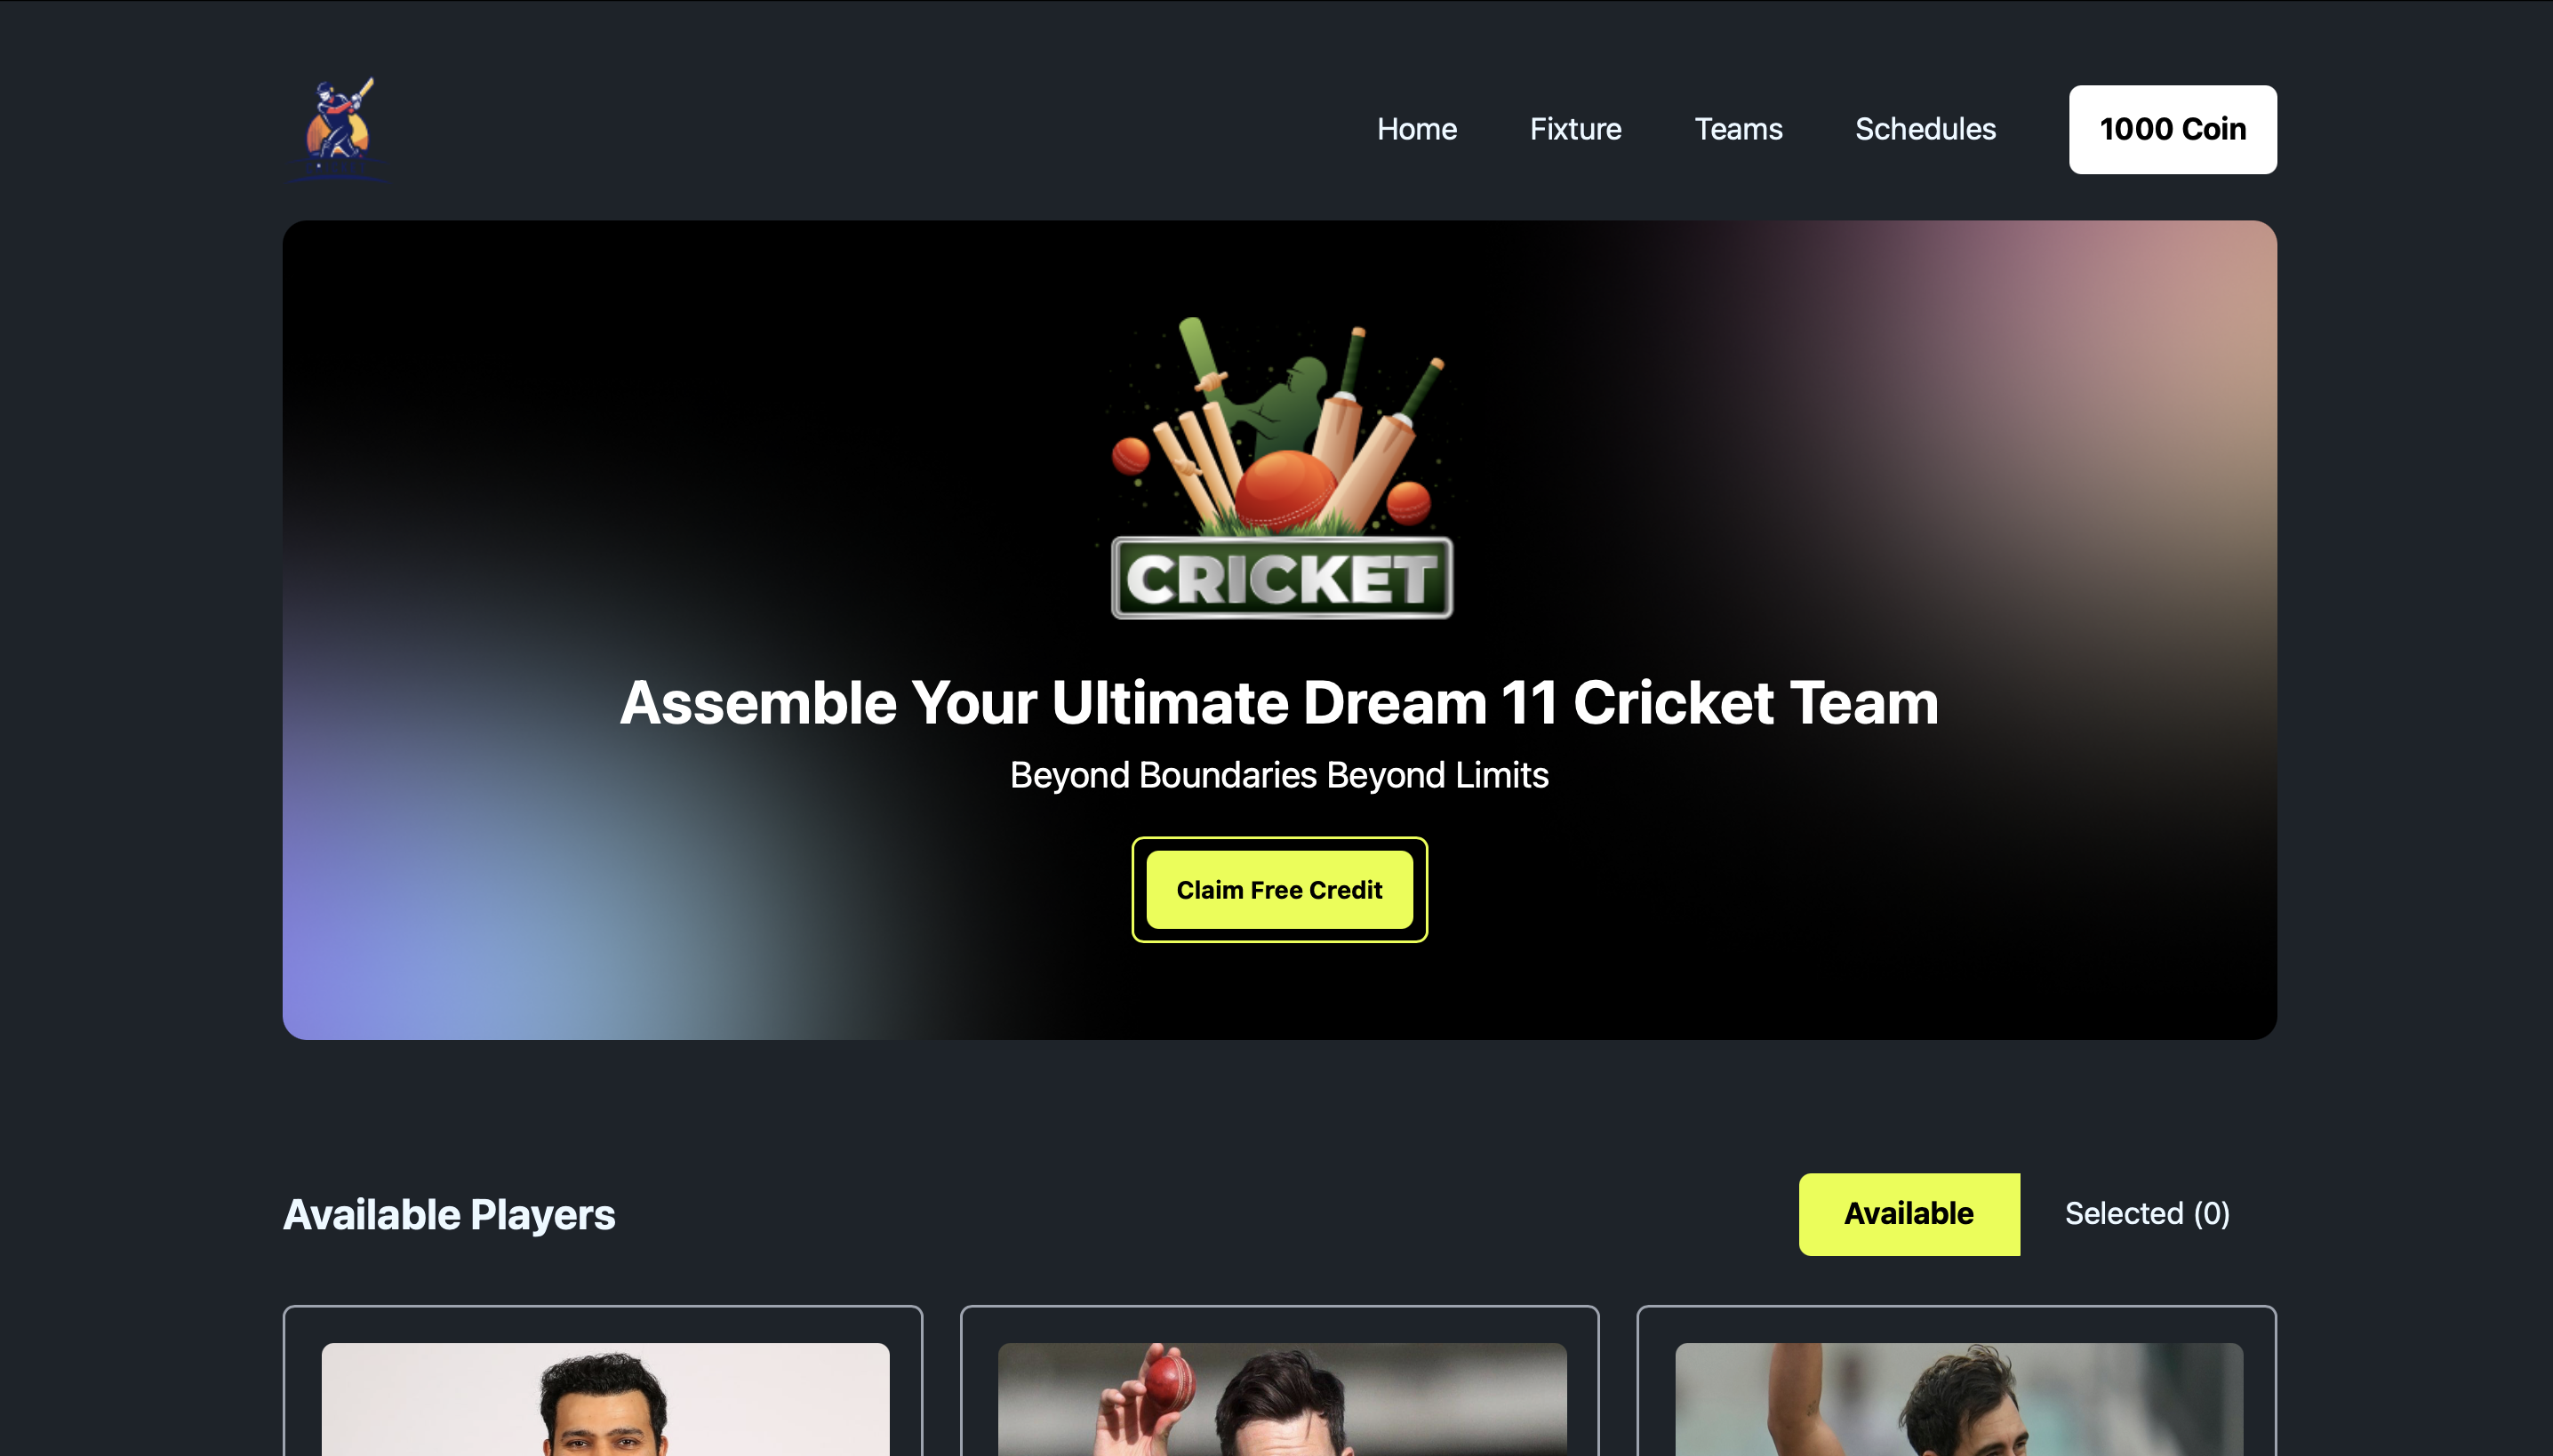 Home Fixture Teams Schedules 1000 Coin
CRICKET
Assemble Your Ultimate Dream 11 Cricket Team
Beyond Boundaries Beyond Limits
Claim Free Credit
Available Players
Available Selected (0)